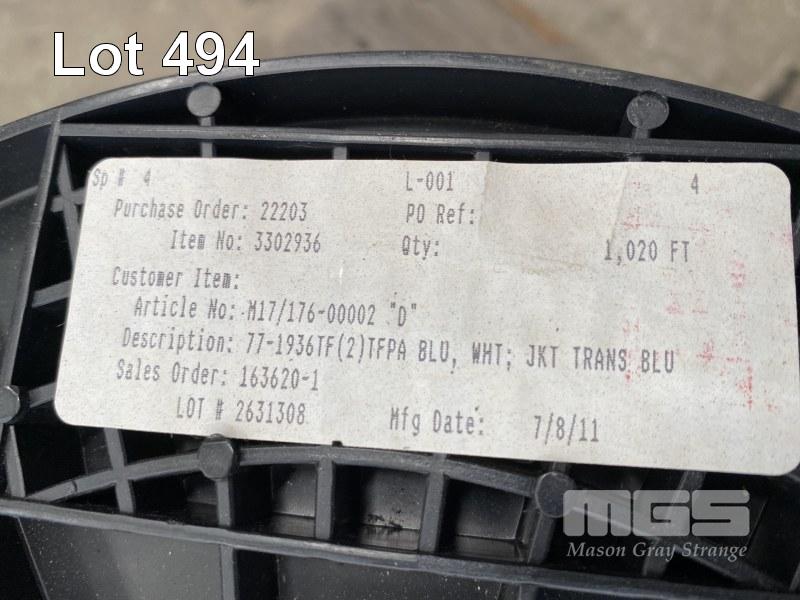 Lot 494
Sp # 4 L-001 4
Purchase Order: 22203 PO Ref:
Item No: 3302936 Qty: 1,020 FT
Customer Item:
Article No: M17/176-00002 "D"
Description: 77-1936TF(2)TFPA BLU, WHT; JKT TRANS BLU
Sales Order: 163620-1
LOT # 2631308 Mfg Date: 7/8/11
MGS
Mason Gray Strange